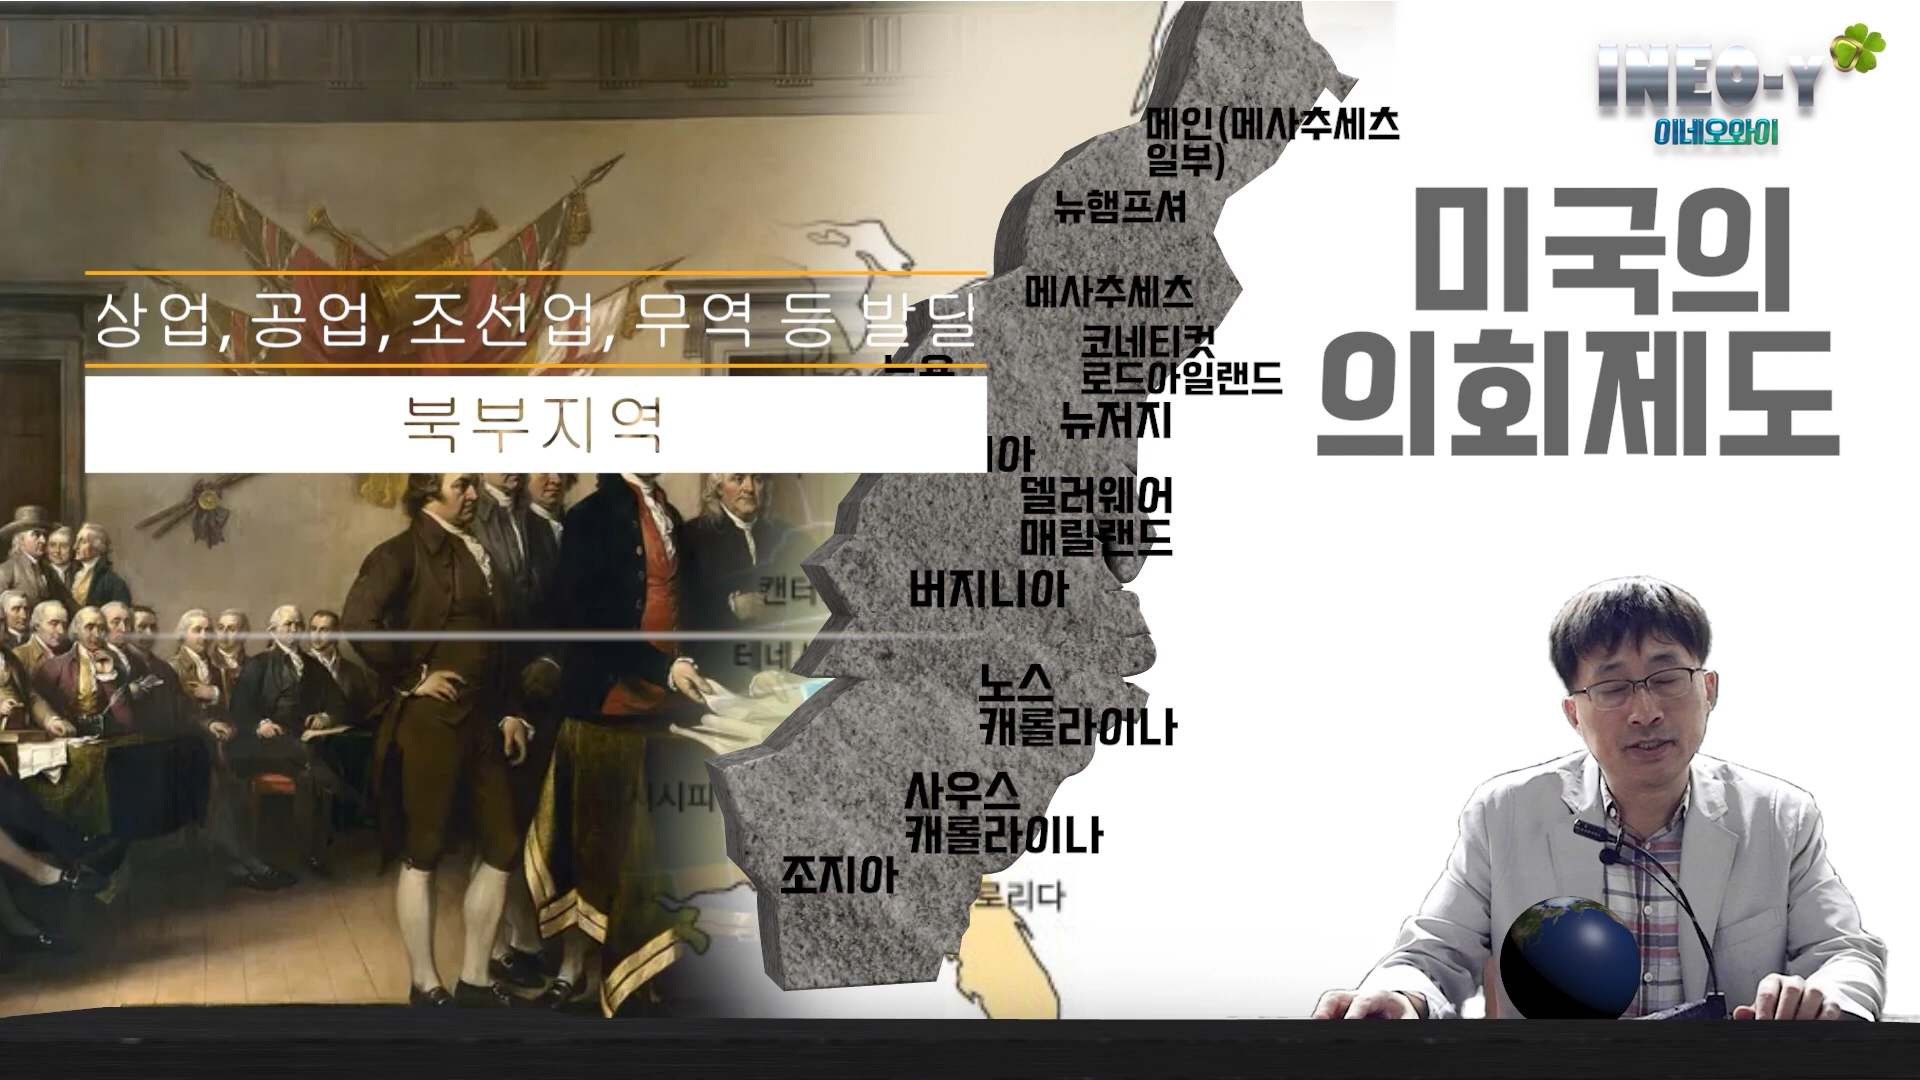 INEO-Y
이네오와이
미국의
의회제도
상업, 공업, 조선업, 무역 등 발달
북부지역
메인(메사추세츠
일부)
뉴햄프셔
메사추세츠
코네티컷
로드아일랜드
뉴저지
델러웨어
매릴랜드
버지니아
노스
캐롤라이나
사우스
캐롤라이나
조지아